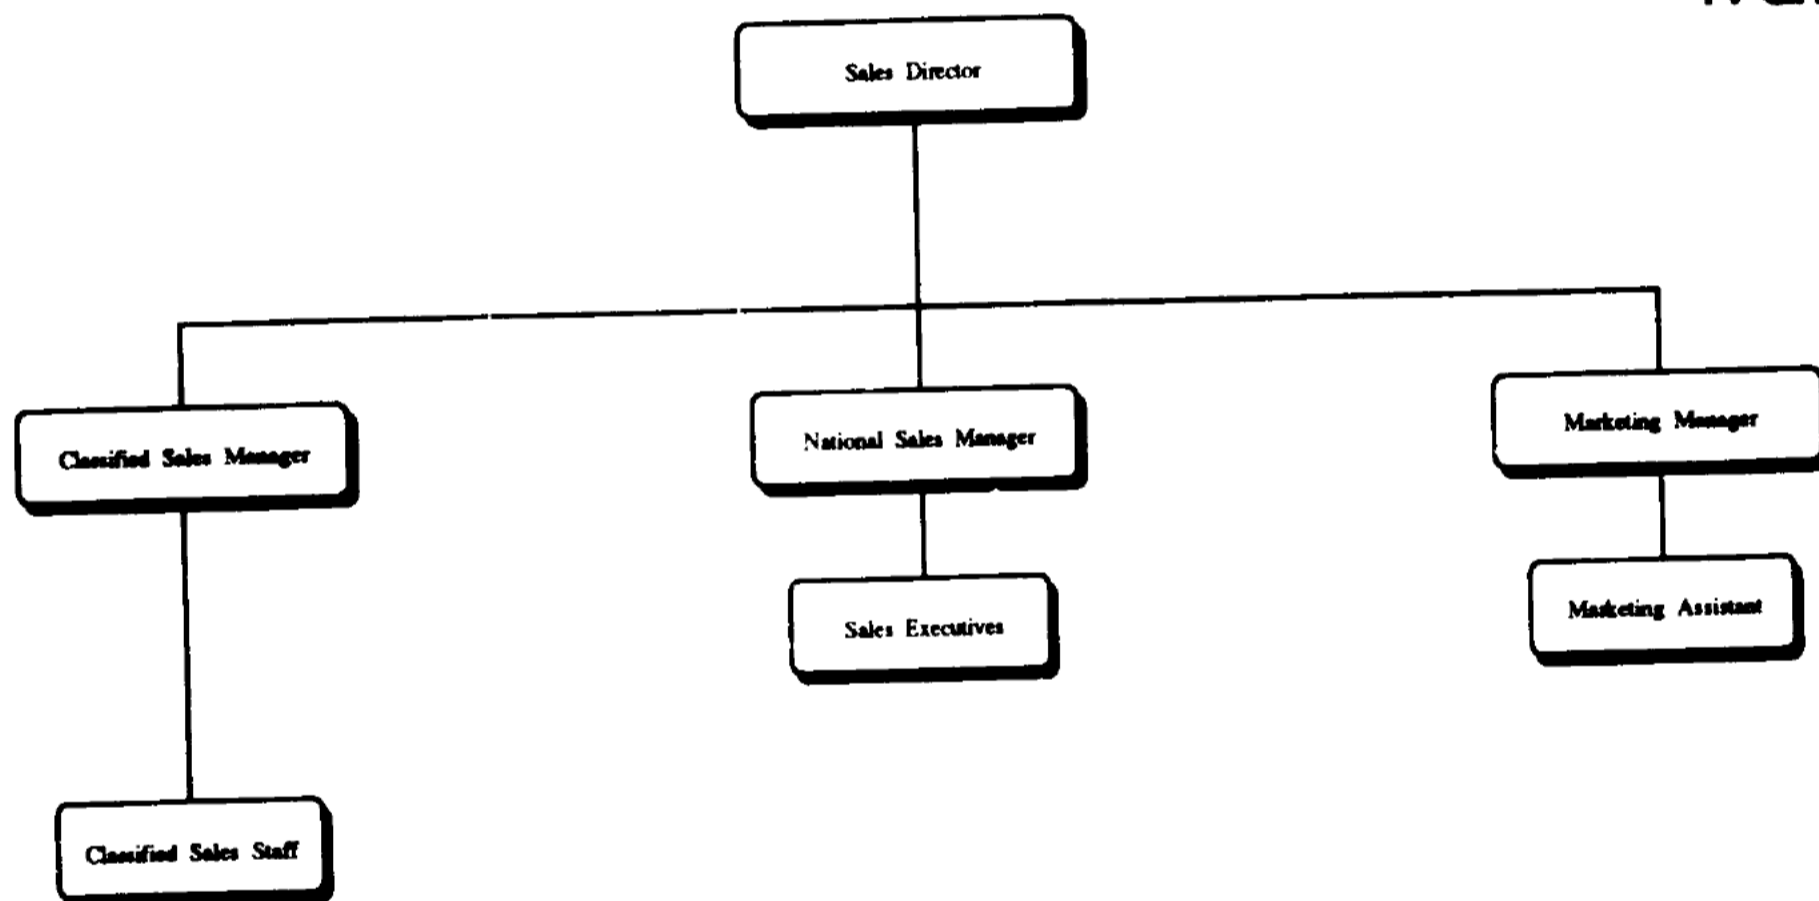 Sales Director
Classified Sales Manager
National Sales Manager
Marketing Manager
Sales Executives
Marketing Assistant
Classified Sales Staff